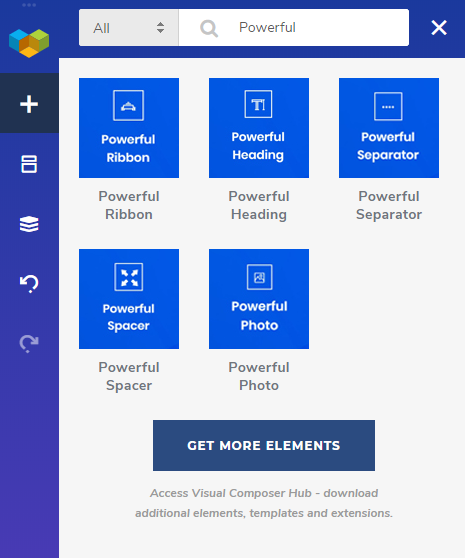 All
Powerful
Powerful
Ribbon
Powerful
Heading
Powerful
Separator
Powerful
Ribbon
Powerful
Heading
Powerful
Separator
Powerful
Spacer
Powerful
Photo
Powerful
Spacer
Powerful
Photo
GET MORE ELEMENTS
Access Visual Composer Hub - download
additional elements, templates and extensions.